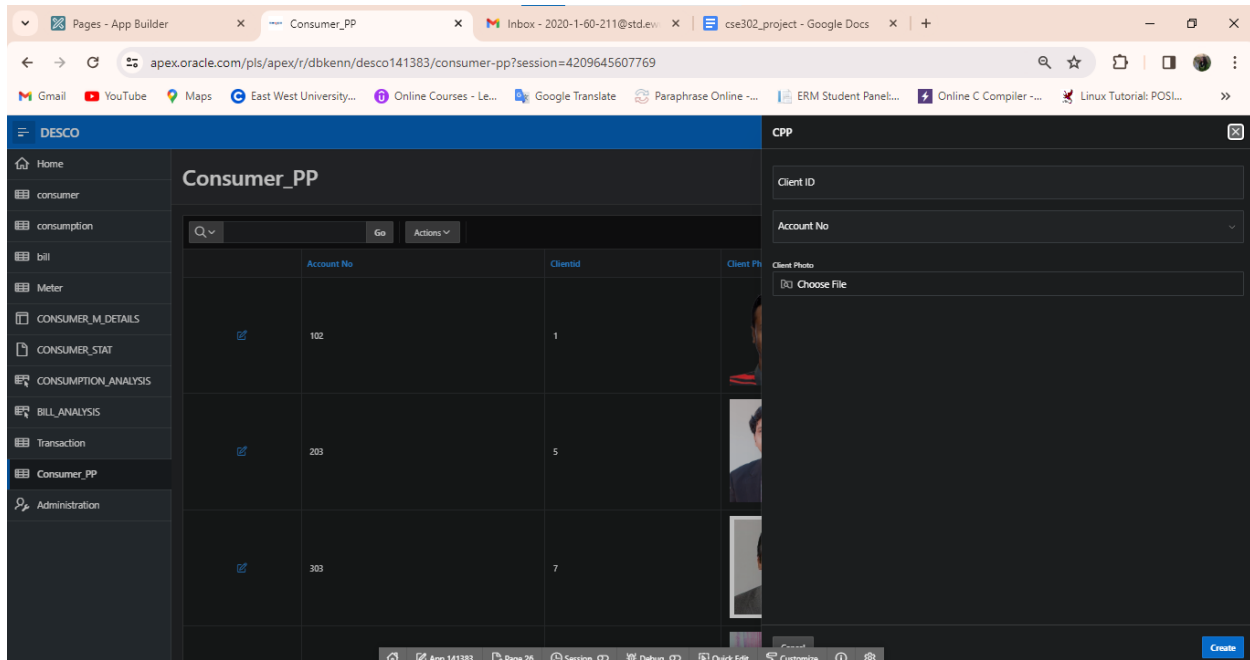 Pages - App Builder
Consumer_PP
Inbox - 2020-1-60-211@std.ew
cse302_project - Google Docs
apex.oracle.com/pls/apex/r/dbkenn/desco141383/consumer-pp?session=4209645607769
Gmail YouTube Maps East West University... Online Courses - Le... Google Translate Paraphrase Online -... ERM Student Panel:... Online C Compiler -... Linux Tutorial: POSI...
DESCO
Home
consumer
consumption
bill
Meter
CONSUMER_M_DETAILS
CONSUMER_STAT
CONSUMPTION_ANALYSIS
BILL_ANALYSIS
Transaction
Consumer_PP
Administration
Consumer_PP
Go Actions
Account No Clientid Client Ph
102 1
203 5
303 7
CPP
Client ID
Account No
Client Photo
Choose File
Cancel
Create
App 141383 Page 26 Session Debug Quick Edit Customize